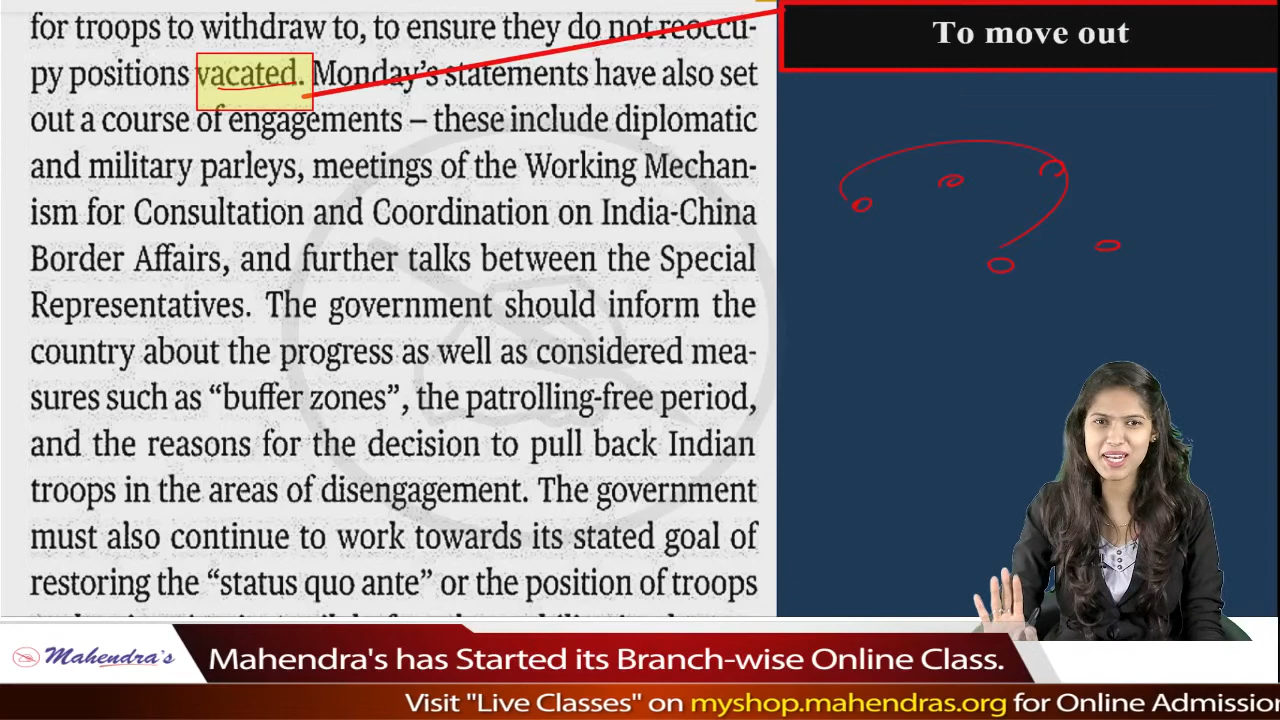 for troops to withdraw to, to ensure they do not reoccu-
py positions vacated. Monday's statements have also set
out a course of engagements – these include diplomatic
and military parleys, meetings of the Working Mechan-
ism for Consultation and Coordination on India-China
Border Affairs, and further talks between the Special
Representatives. The government should inform the
country about the progress as well as considered mea-
sures such as “buffer zones”, the patrolling-free period,
and the reasons for the decision to pull back Indian
troops in the areas of disengagement. The government
must also continue to work towards its stated goal of
restoring the “status quo ante” or the position of troops
To move out
Mahendra's
Mahendra's has Started its Branch-wise Online Class.
Visit "Live Classes" on myshop.mahendras.org for Online Admissio